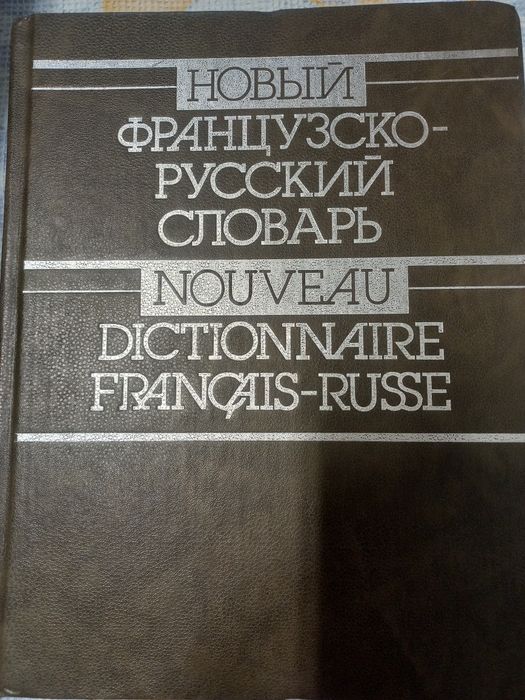 НОВЫЙ
ФРАНЦУЗСКО-
РУССКИЙ
СЛОВАРЬ
NOUVEAU
DICTIONNAIRE
FRANÇAIS-RUSSE